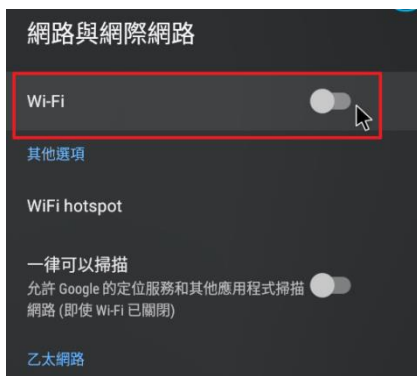 網路與網際網路
Wi-Fi
其他選項
WiFi hotspot
一律可以掃描
允許 Google 的定位服務和其他應用程式掃描
網路 (即使 Wi-Fi 已關閉)
乙太網路